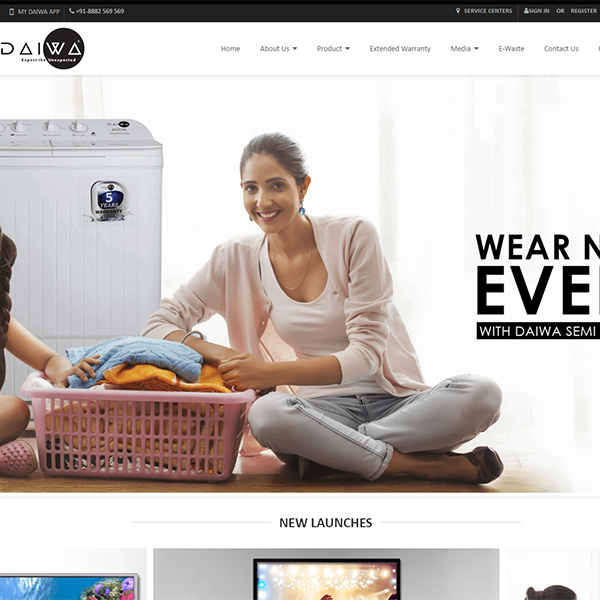 MY DAIWA APP
+91-8882 569 569
SERVICE CENTERS
SIGN IN OR REGISTER
DAIWA
Expect the Unexpected
Home About Us Product Extended Warranty Media E-Waste Contact Us
5
YEARS
WARRANTY
WEAR N
EVE
WITH DAIWA SEMI
NEW LAUNCHES